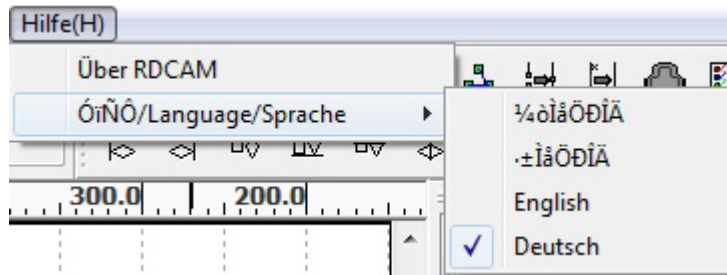 Hilfe(H)
Über RDCAM
ÓïÑÔ/Language/Sprache
¼òÌåÖÐÎÄ
·±ÌåÖÐÎÄ
English
Deutsch
300.0 200.0